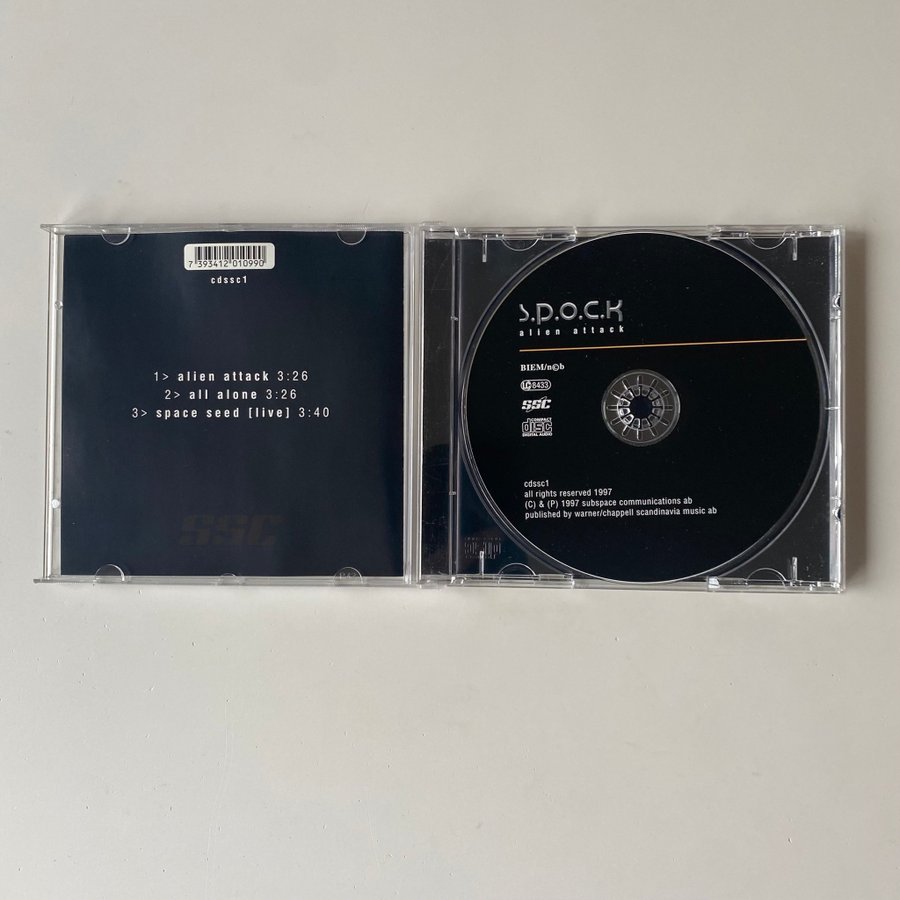 7 393412 010990
cdssc1
1> alien attack 3:26
2> all alone 3:26
3> space seed [live] 3:40
SSC
s.p.o.c.k
alien attack
BIEM/n©b
LC 8433
SSC
COMPACT
disc
DIGITAL AUDIO
cdssc1
all rights reserved 1997
(C) & (P) 1997 subspace communications ab
published by warner/chappell scandinavia music ab